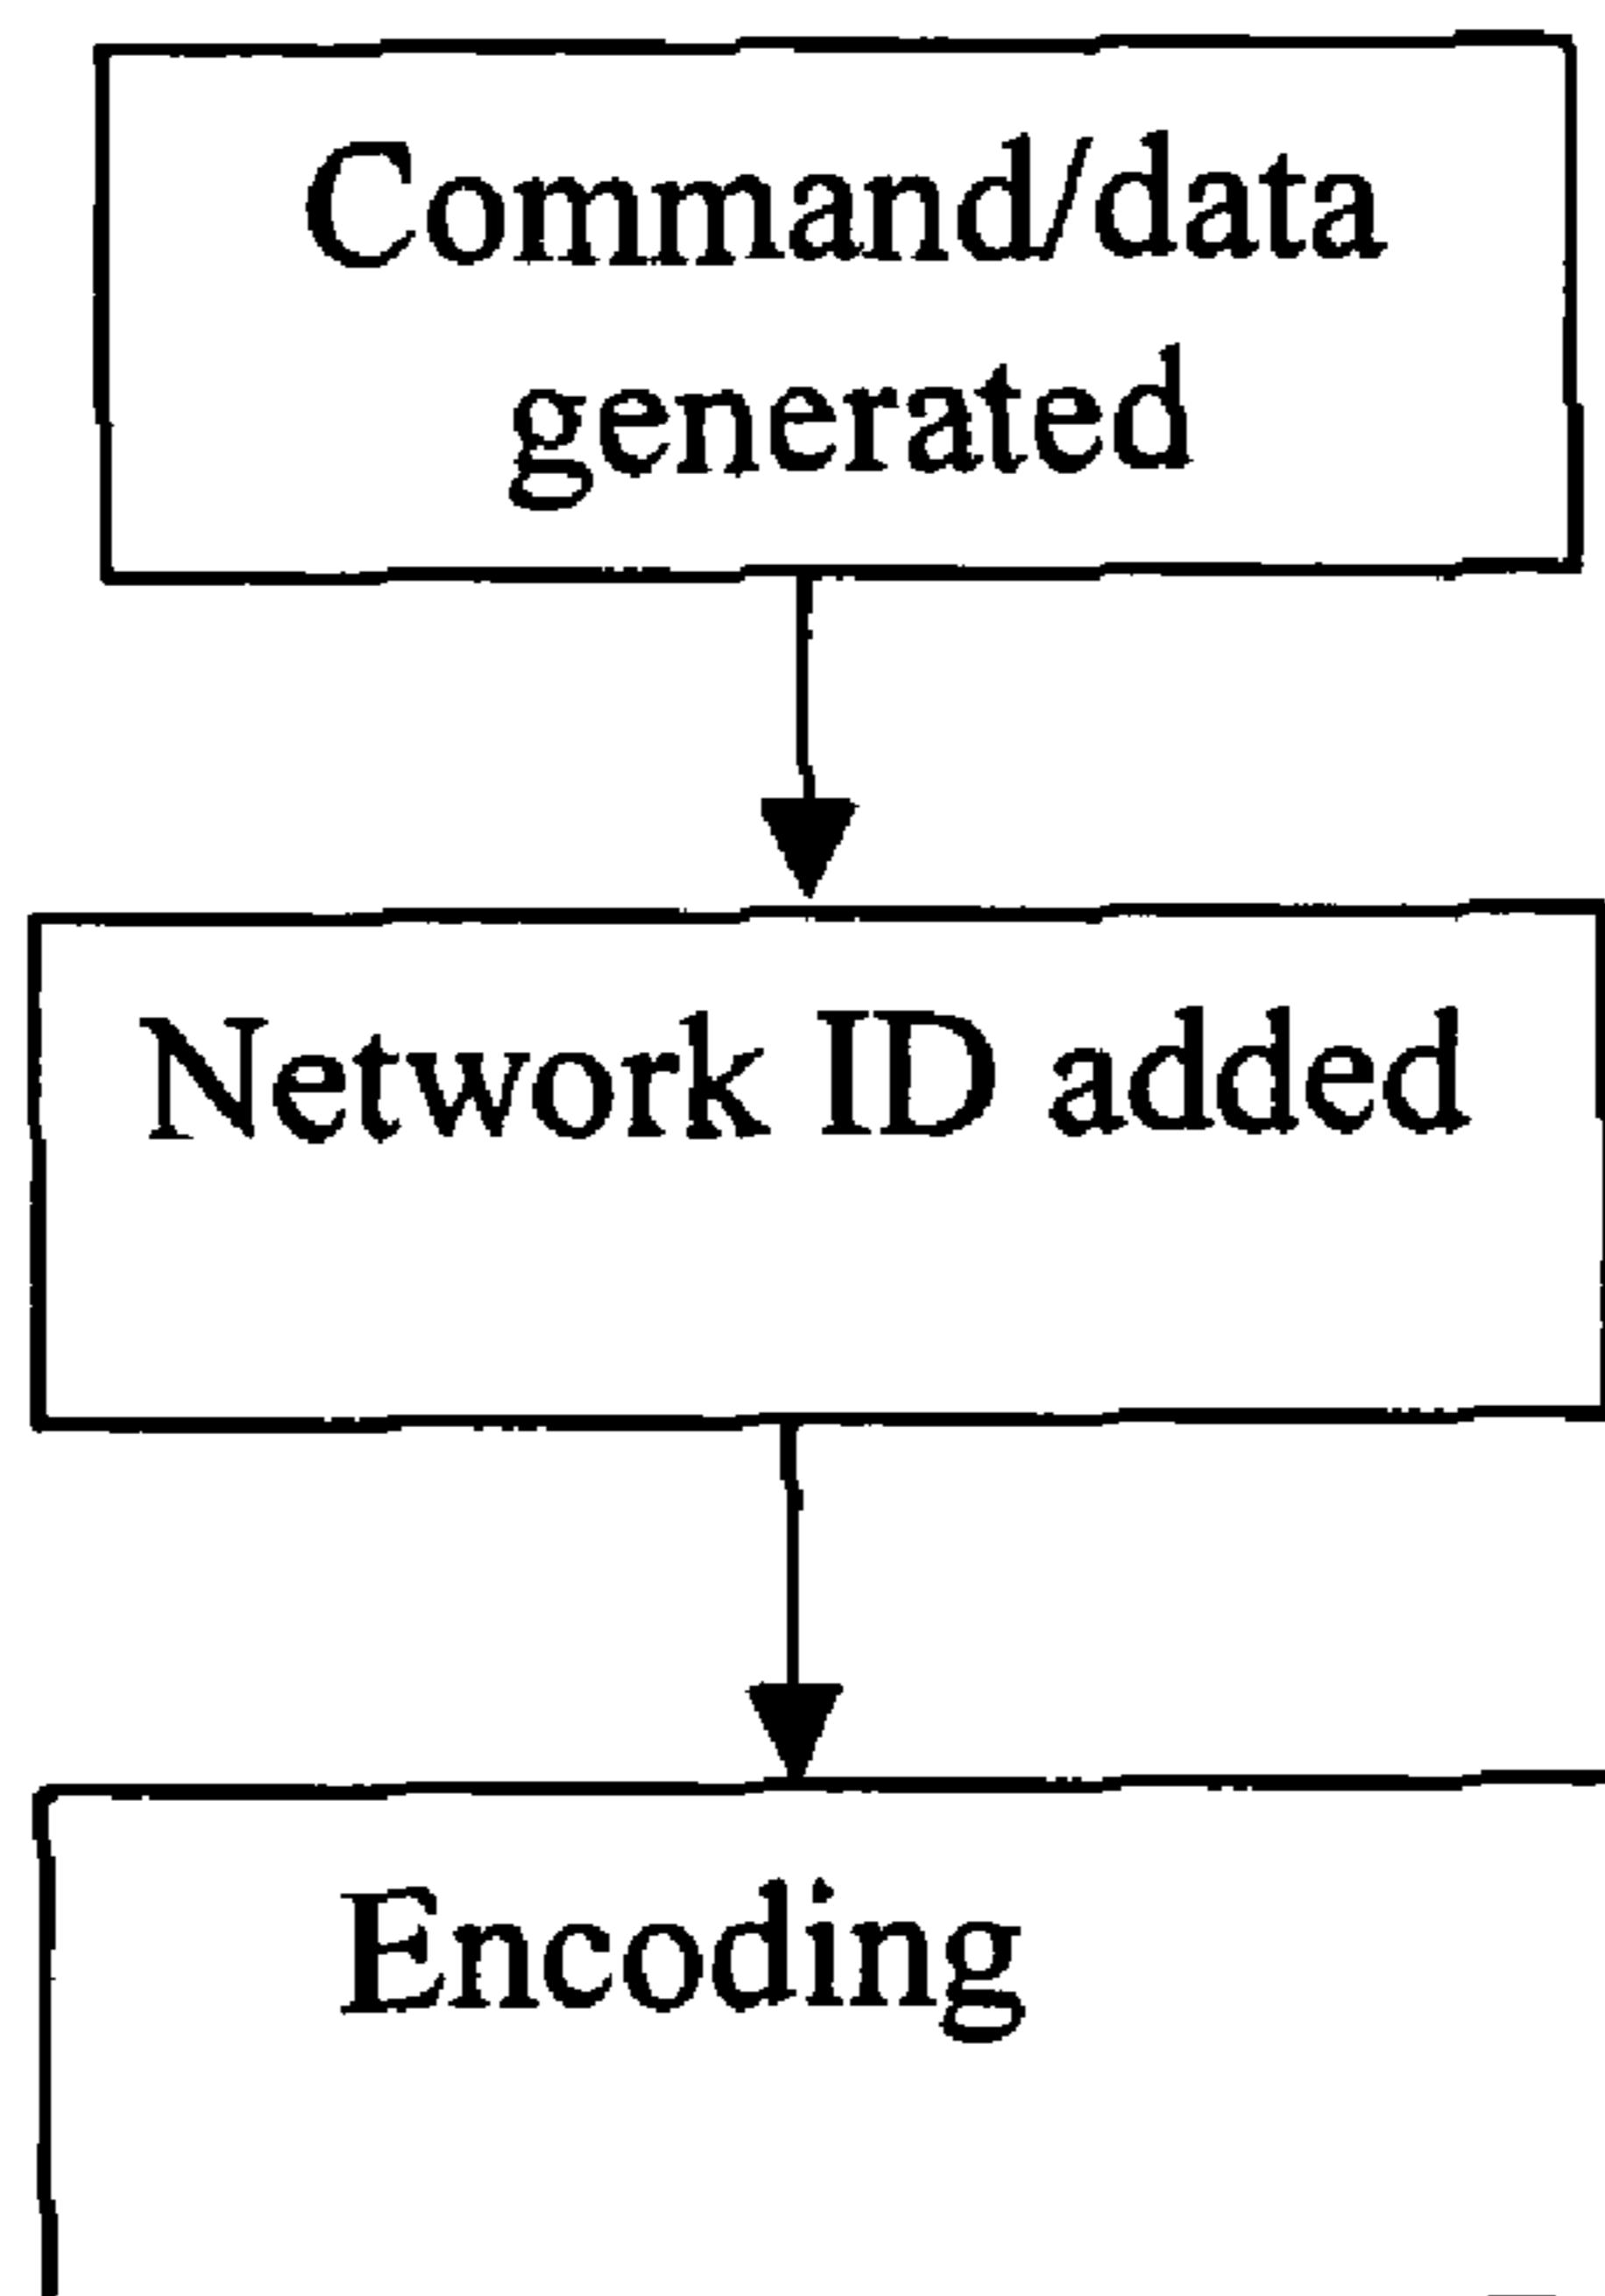 Command/data
generated
Network ID added
Encoding